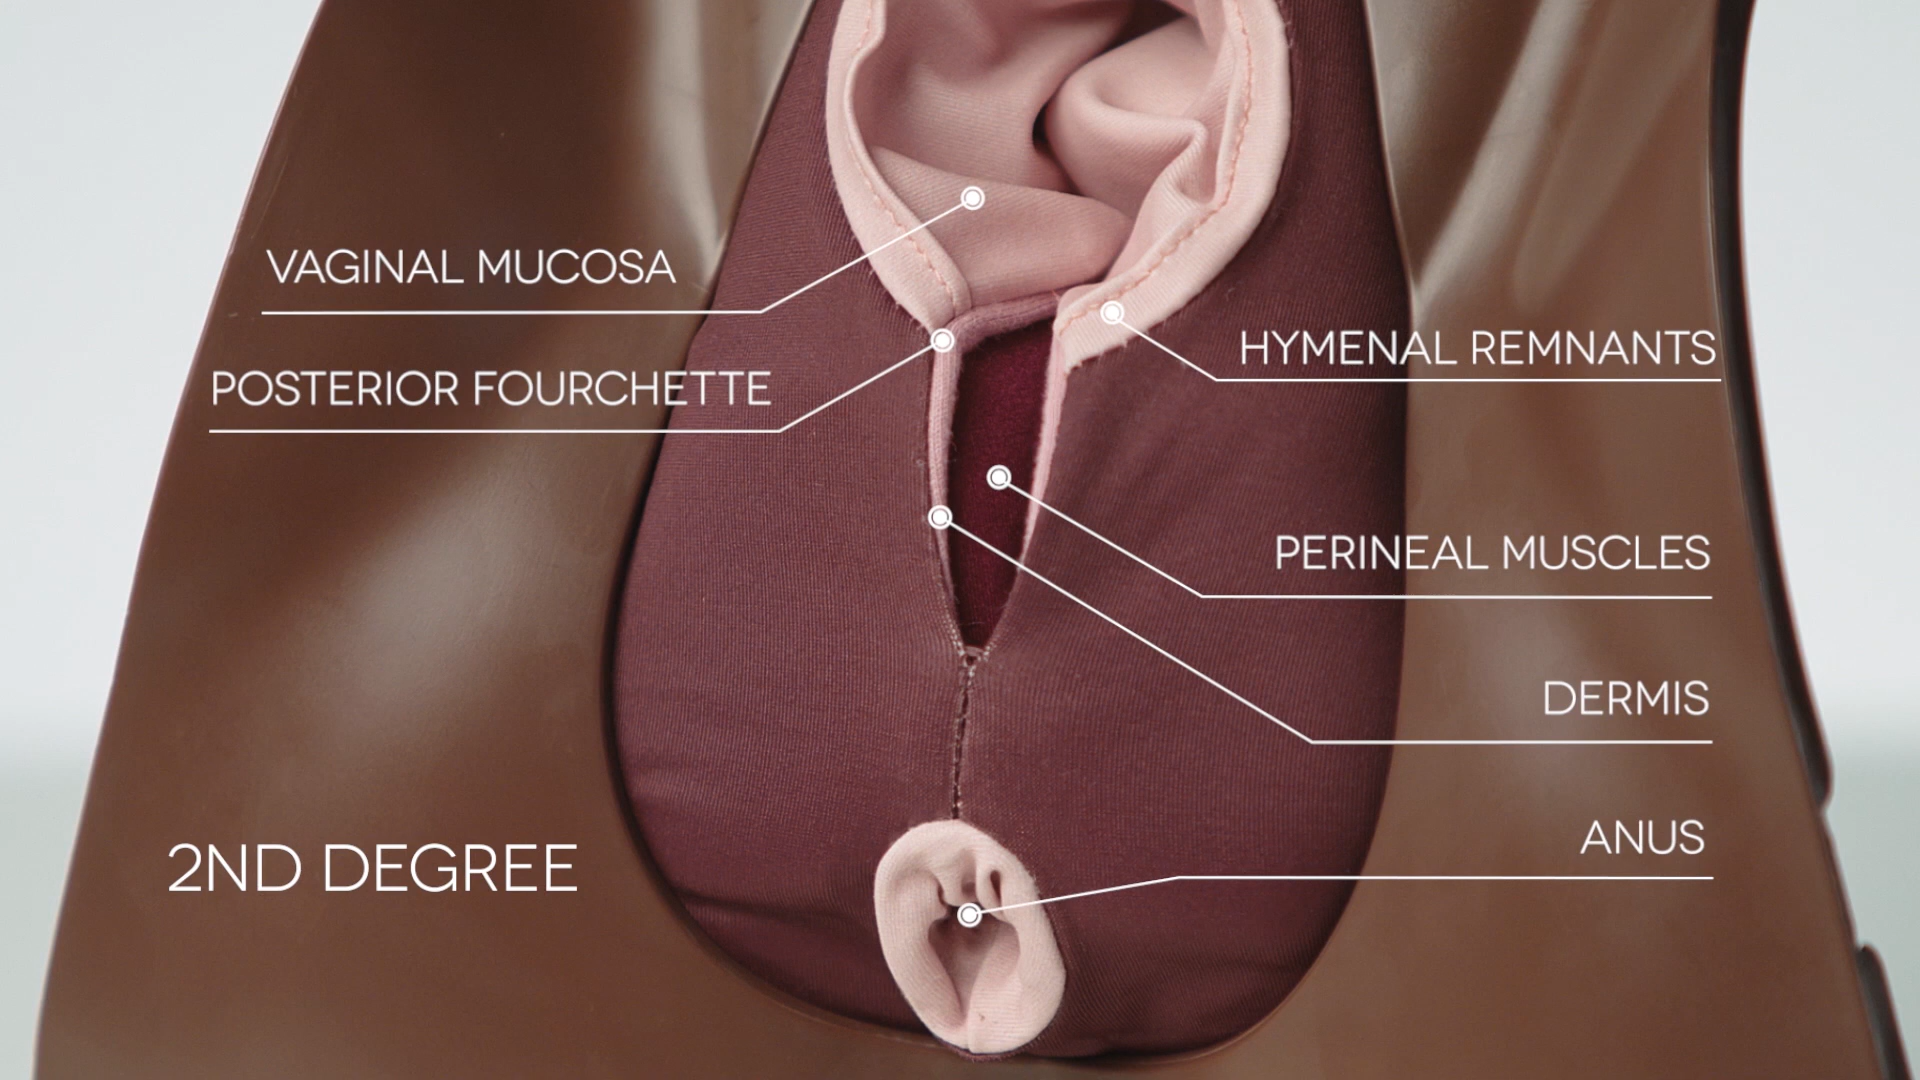 VAGINAL MUCOSA
POSTERIOR FOURCHETTE
HYMENAL REMNANTS
PERINEAL MUSCLES
DERMIS
ANUS
2ND DEGREE